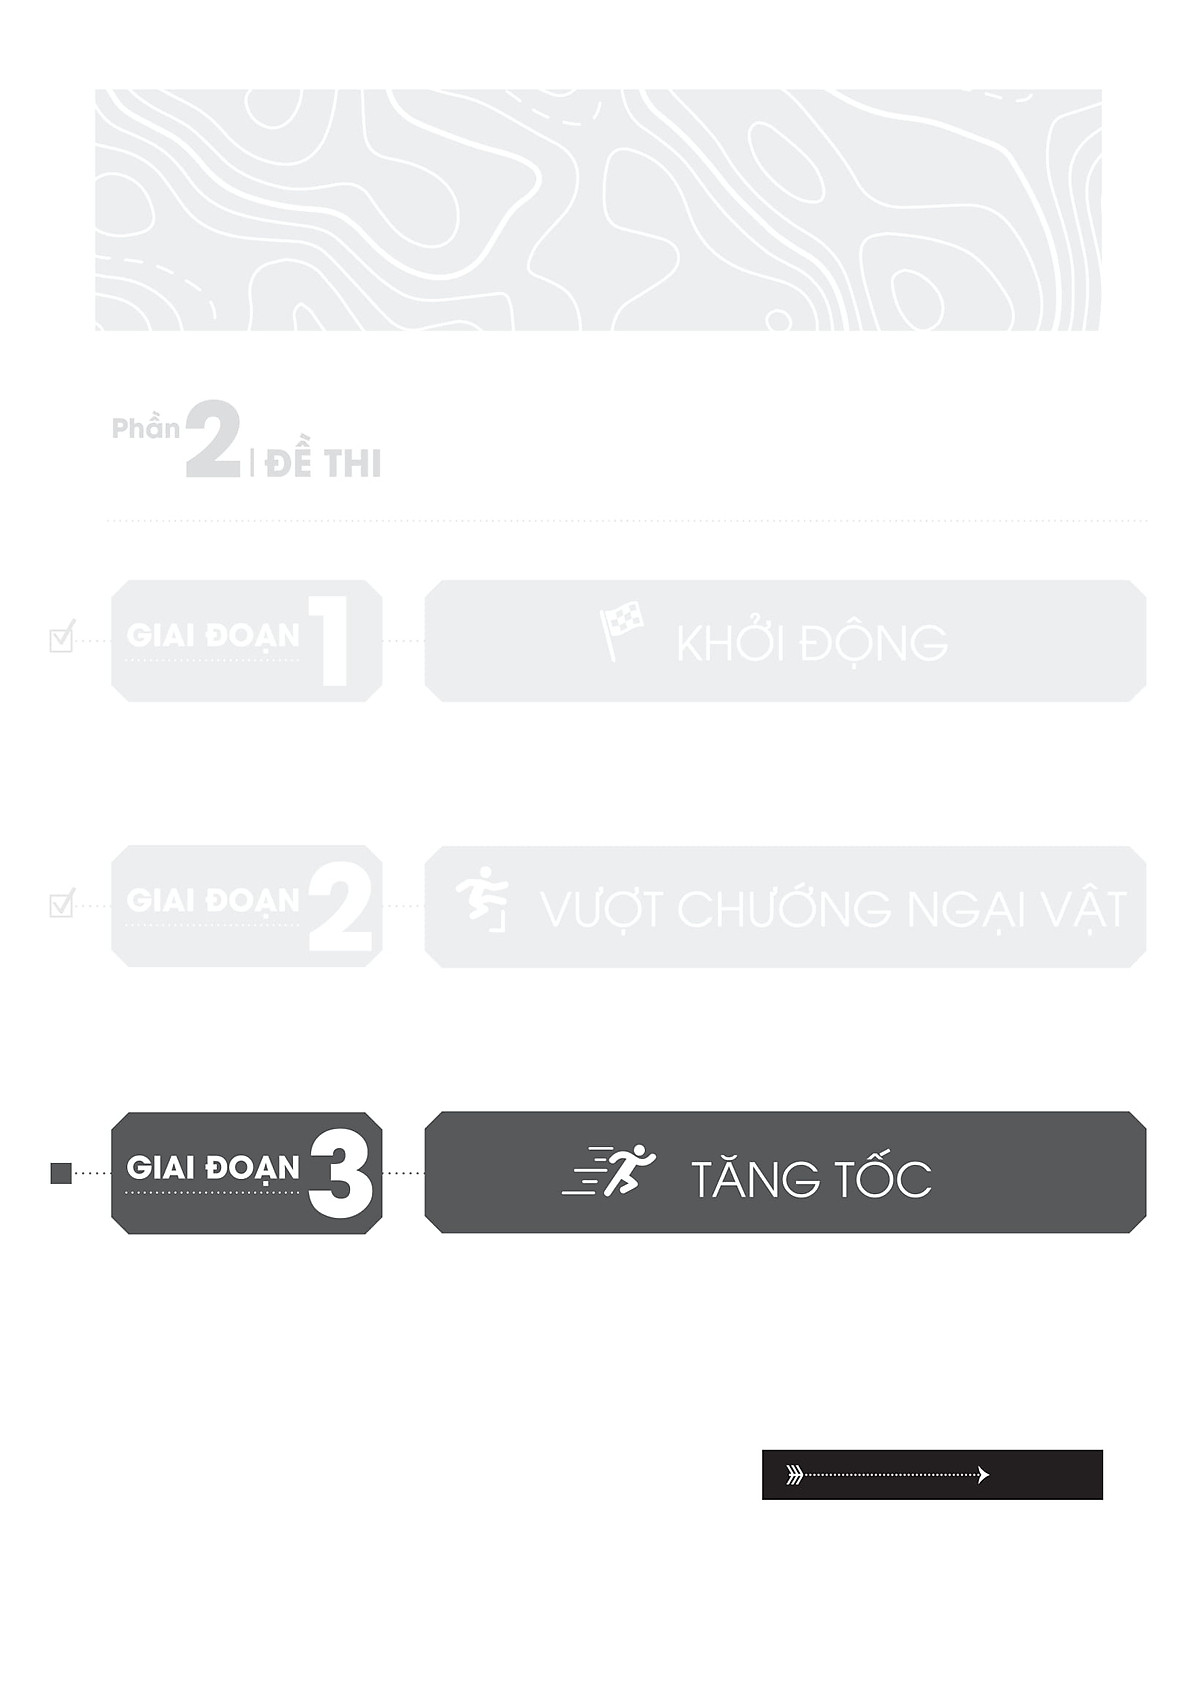 Phần 2 | ĐỀ THI
GIAI ĐOẠN 1 KHỞI ĐỘNG
GIAI ĐOẠN 2 VƯỢT CHƯỚNG NGẠI VẬT
GIAI ĐOẠN 3 TĂNG TỐC